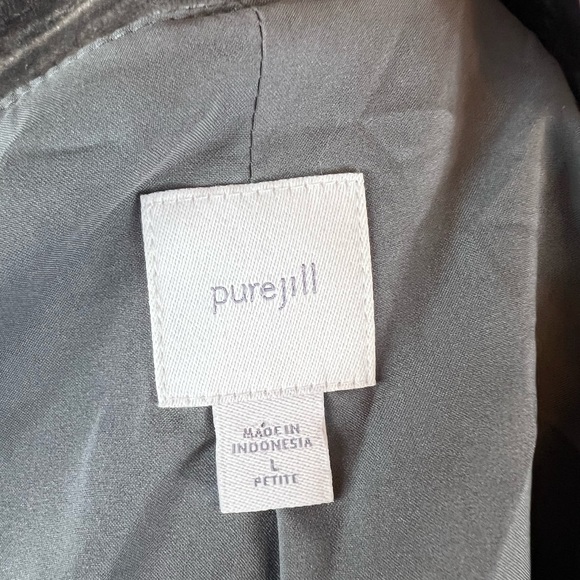 purejill
MADE IN
INDONESIA
L
PETITE